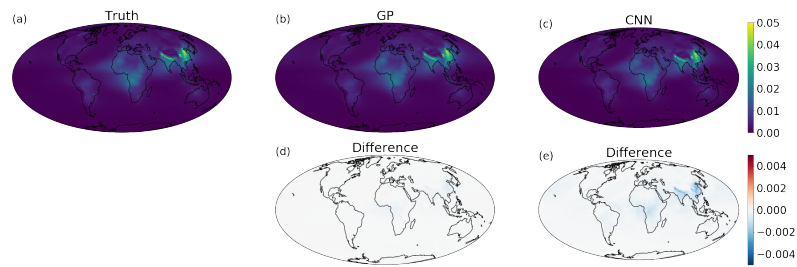 (a) Truth
(b) GP
(c) CNN
0.05
0.04
0.03
0.02
0.01
0.00
(d) Difference
(e) Difference
0.004
0.002
0.000
−0.002
−0.004